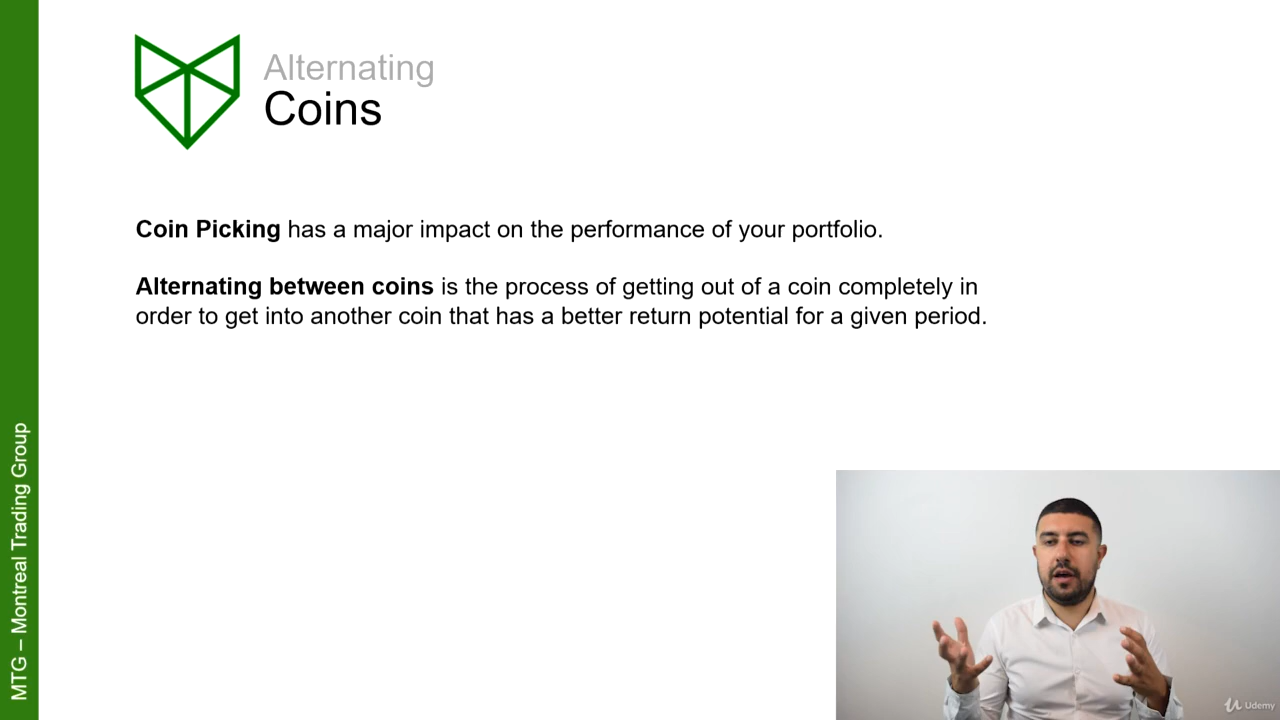 Alternating
Coins
Coin Picking has a major impact on the performance of your portfolio.
Alternating between coins is the process of getting out of a coin completely in
order to get into another coin that has a better return potential for a given period.
MTG – Montreal Trading Group
Udemy